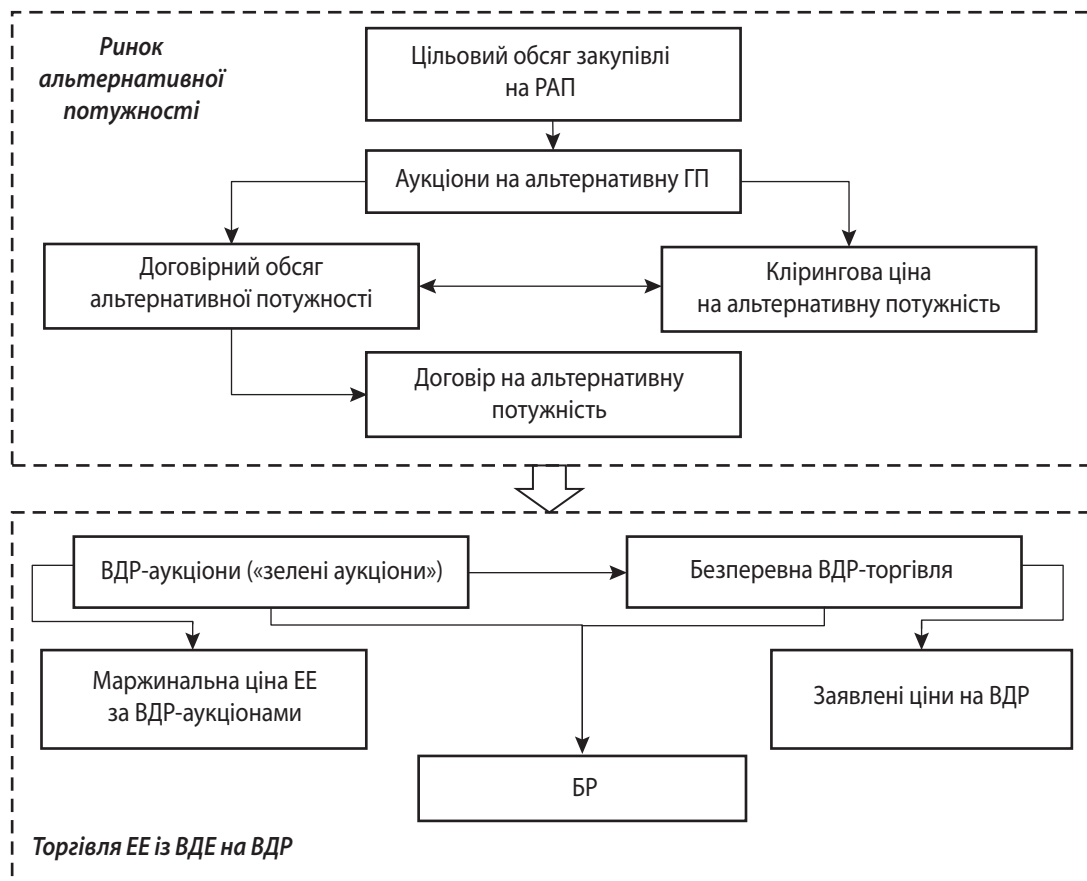 Ринок
альтернативної
потужності
Цільовий обсяг закупівлі
на РАП
Аукціони на альтернативну ГП
Договірний обсяг
альтернативної потужності
Клірингова ціна
на альтернативну потужність
Договір на альтернативну
потужність
ВДР-аукціони («зелені аукціони»)
Безперевна ВДР-торгівля
Маржинальна ціна ЕЕ
за ВДР-аукціонами
Заявлені ціни на ВДР
БР
Торгівля ЕЕ із ВДЕ на ВДР